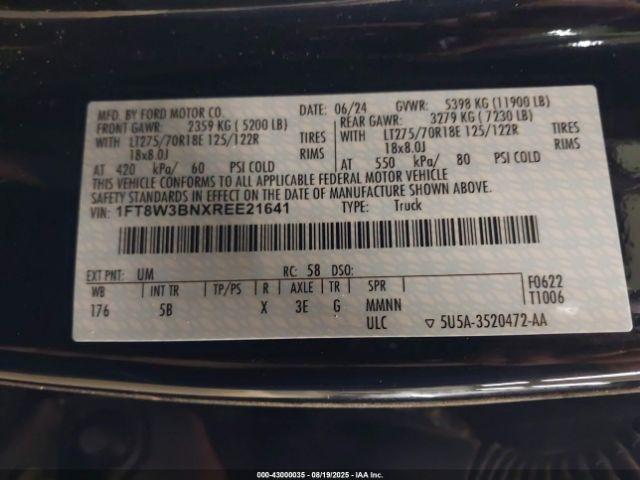 MFD. BY FORD MOTOR CO. DATE: 06/24 GVWR: 5398 KG (11900 LB)
FRONT GAWR: 2359 KG (5200 LB) REAR GAWR: 3279 KG (7230 LB)
WITH LT275/70R18E 125/122R TIRES WITH LT275/70R18E 125/122R TIRES
18x8.0J RIMS 18x8.0J RIMS
AT 420 kPa/ 60 PSI COLD AT 550 kPa/ 80 PSI COLD
THIS VEHICLE CONFORMS TO ALL APPLICABLE FEDERAL MOTOR VEHICLE
SAFETY STANDARDS IN EFFECT ON THE DATE OF MANUFACTURE SHOWN ABOVE.
VIN: 1FT8W3BNXREE21641 TYPE: Truck
EXT PNT: UM RC: 58 DSO:
WB INT TR TP/PS R AXLE TR SPR F0622
176 5B X 3E G MMNN T1006
ULC ▽ 5U5A-3520472-AA
000-43000035 - 08/19/2025 - IAA Inc.